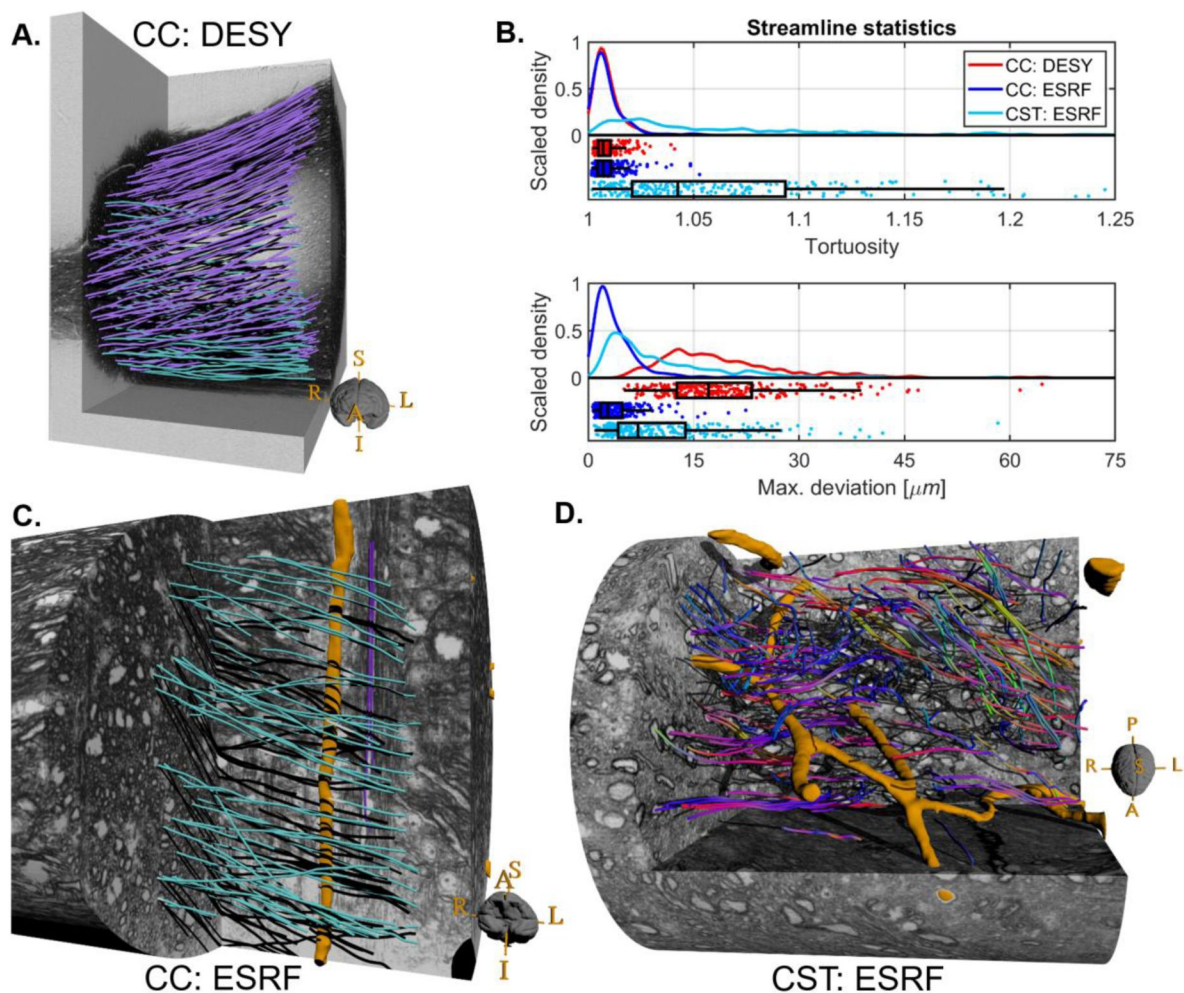 A.
CC: DESY
S
R
A
L
I
B.
Streamline statistics
Scaled density
1
0.5
0
CC: DESY
CC: ESRF
CST: ESRF
1
1.05
1.1
1.15
1.2
1.25
Tortuosity
Scaled density
1
0.5
0
0
15
30
45
60
75
Max. deviation [μm]
C.
A S
R
L
I
CC: ESRF
D.
P
R S L
A
CST: ESRF